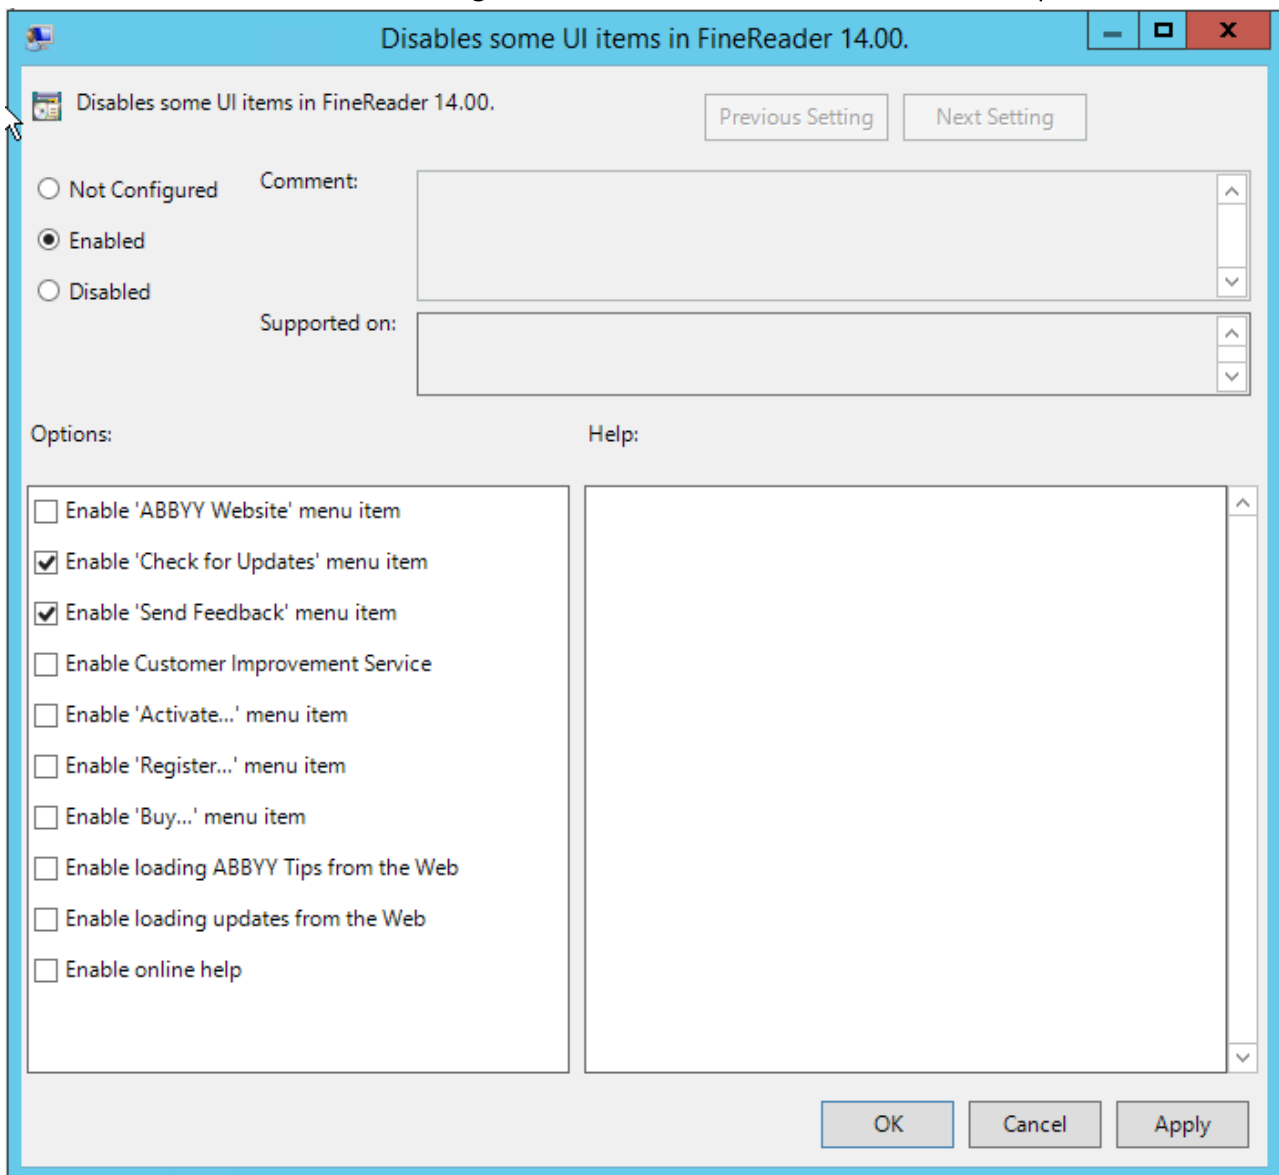 Disables some UI items in FineReader 14.00.
x
Disables some UI items in FineReader 14.00.
Previous Setting
Next Setting
Not Configured
Comment:
Enabled
Disabled
Supported on:
Options:
Help:
Enable 'ABBYY Website' menu item
Enable 'Check for Updates' menu item
Enable 'Send Feedback' menu item
Enable Customer Improvement Service
Enable 'Activate...' menu item
Enable 'Register...' menu item
Enable 'Buy...' menu item
Enable loading ABBYY Tips from the Web
Enable loading updates from the Web
Enable online help
OK
Cancel
Apply